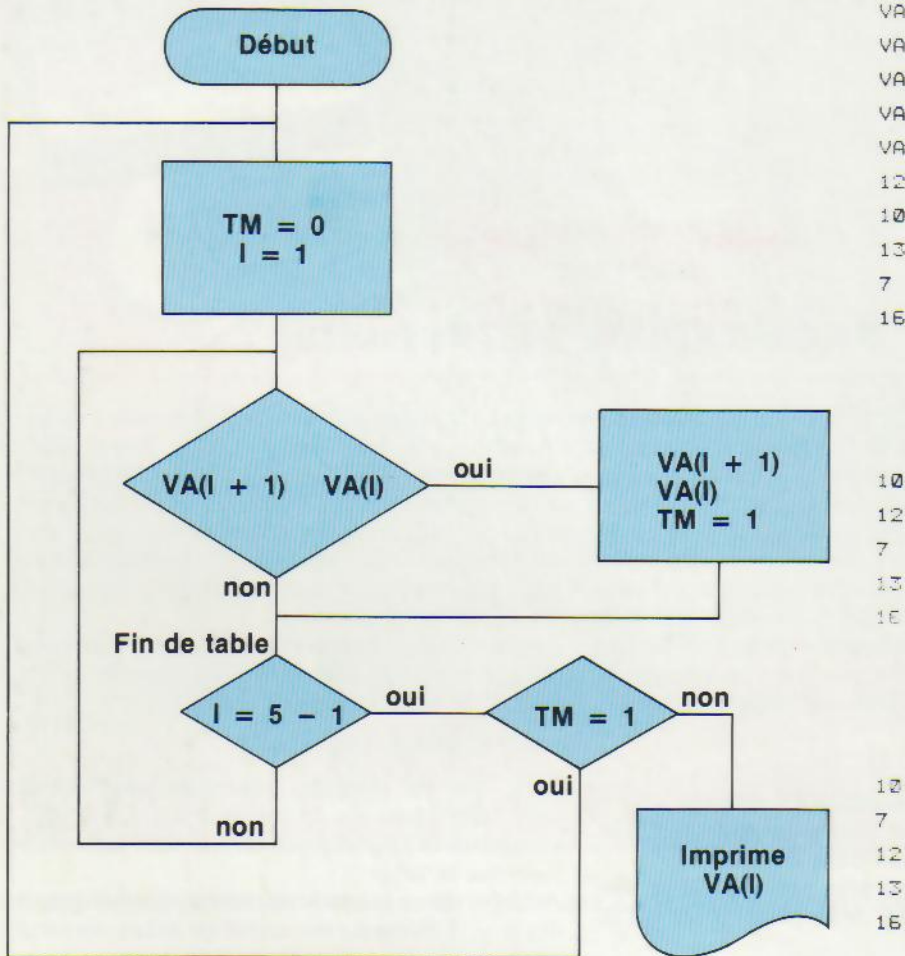 Début
TM = 0
I = 1
VA(I + 1) VA(I)
oui
VA(I + 1)
VA(I)
TM = 1
non
Fin de table
I = 5 – 1
oui
TM = 1
non
non
oui
Imprime
VA(I)
VA
VA
VA
VA
VA
12
10
13
7
16
10
12
7
13
16
10
7
12
13
16